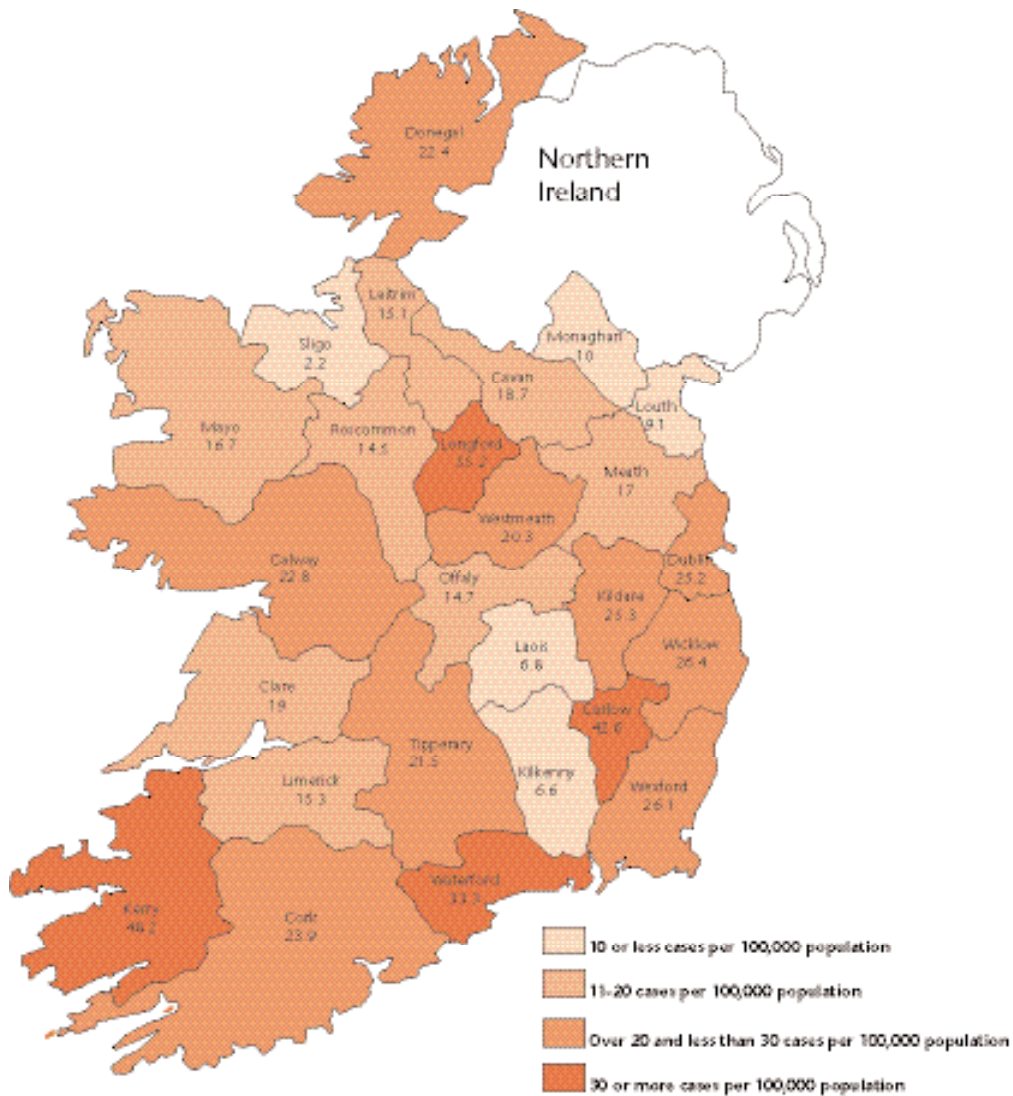 Donegal
22.4
Northern
Ireland
Leitrim
15.1
Sligo
2.2
Monaghan
10
Cavan
18.7
Louth
9.1
Mayo
16.7
Roscommon
14.5
Longford
Meath
17
Westmeath
20.3
Galway
22.8
Offaly
14.7
Dublin
25.2
Kildare
25.3
Laois
6.8
Wicklow
26.4
Clare
19
Carlow
42.6
Tipperary
21.5
Kilkenny
6.6
Limerick
15.3
Wexford
26.1
Waterford
Kerry
Cork
23.9
10 or less cases per 100,000 population
11-20 cases per 100,000 population
Over 20 and less than 30 cases per 100,000 population
30 or more cases per 100,000 population